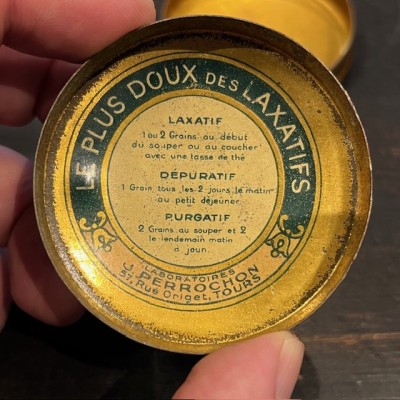 LE PLUS DOUX DES LAXATIFS
LAXATIF
1 ou 2 Grains au début
du souper ou au coucher
avec une tasse de thé
DÉPURATIF
1 Grain tous les 2 jours le matin
au petit déjeuner
PURGATIF
2 Grains au souper et 2
le lendemain matin
à jeun.
LABORATOIRES
J. PERROCHON
37, Rue Origet, TOURS